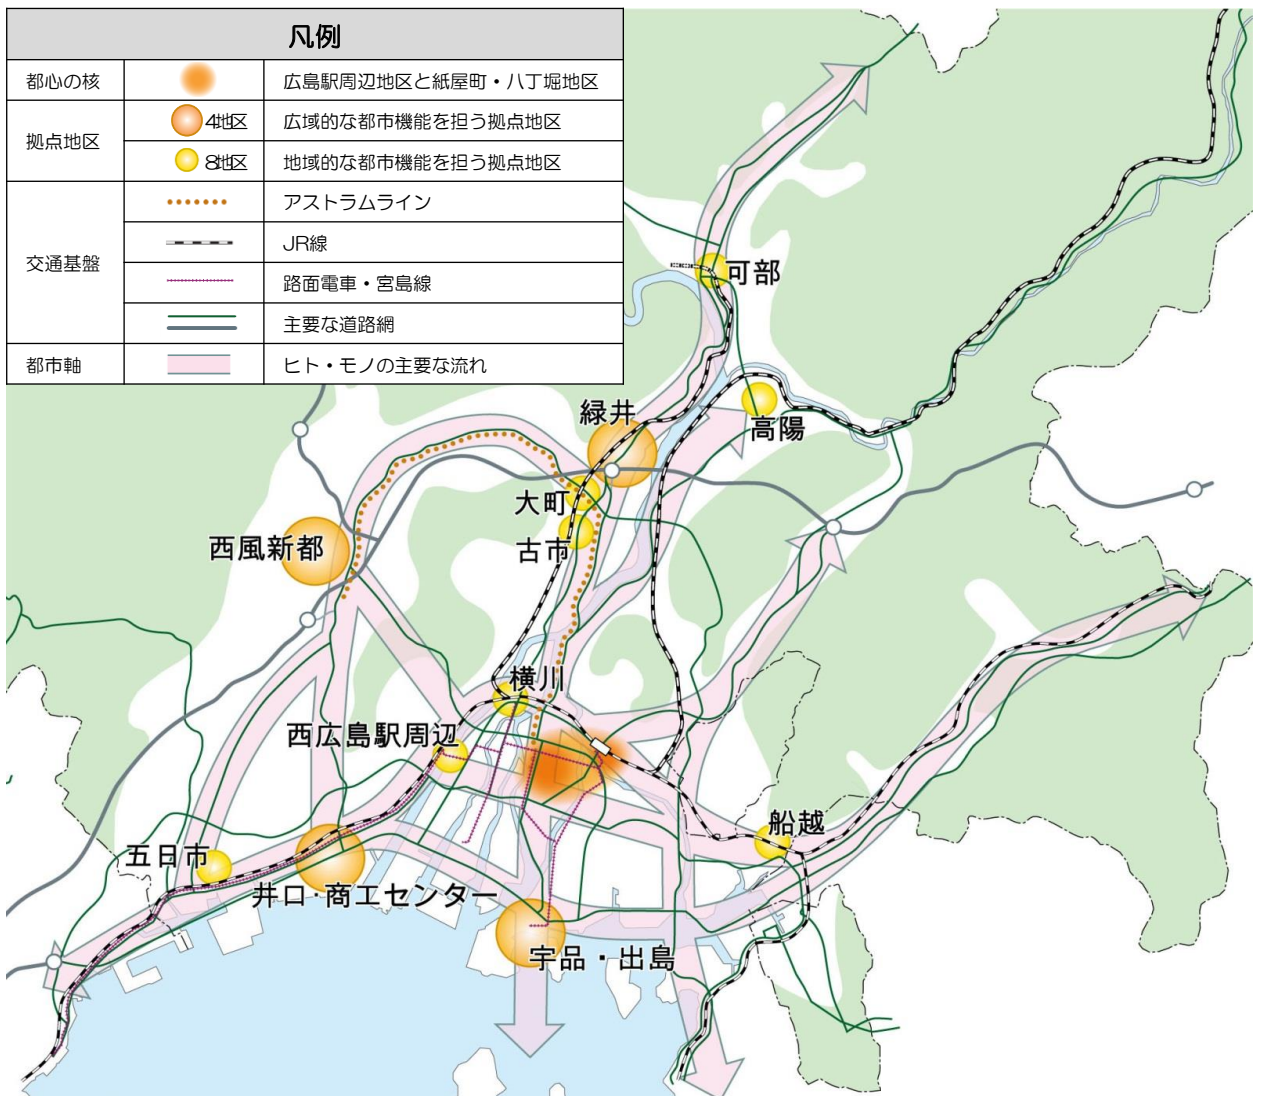 凡例
都心の核 広島駅周辺地区と紙屋町・八丁堀地区
拠点地区 4地区 広域的な都市機能を担う拠点地区
8地区 地域的な都市機能を担う拠点地区
交通基盤 アストラムライン
JR線
路面電車・宮島線
主要な道路網
都市軸 ヒト・モノの主要な流れ
可部
緑井
高陽
大町
古市
西風新都
横川
西広島駅周辺
船越
五日市
井口・商工センター
宇品・出島